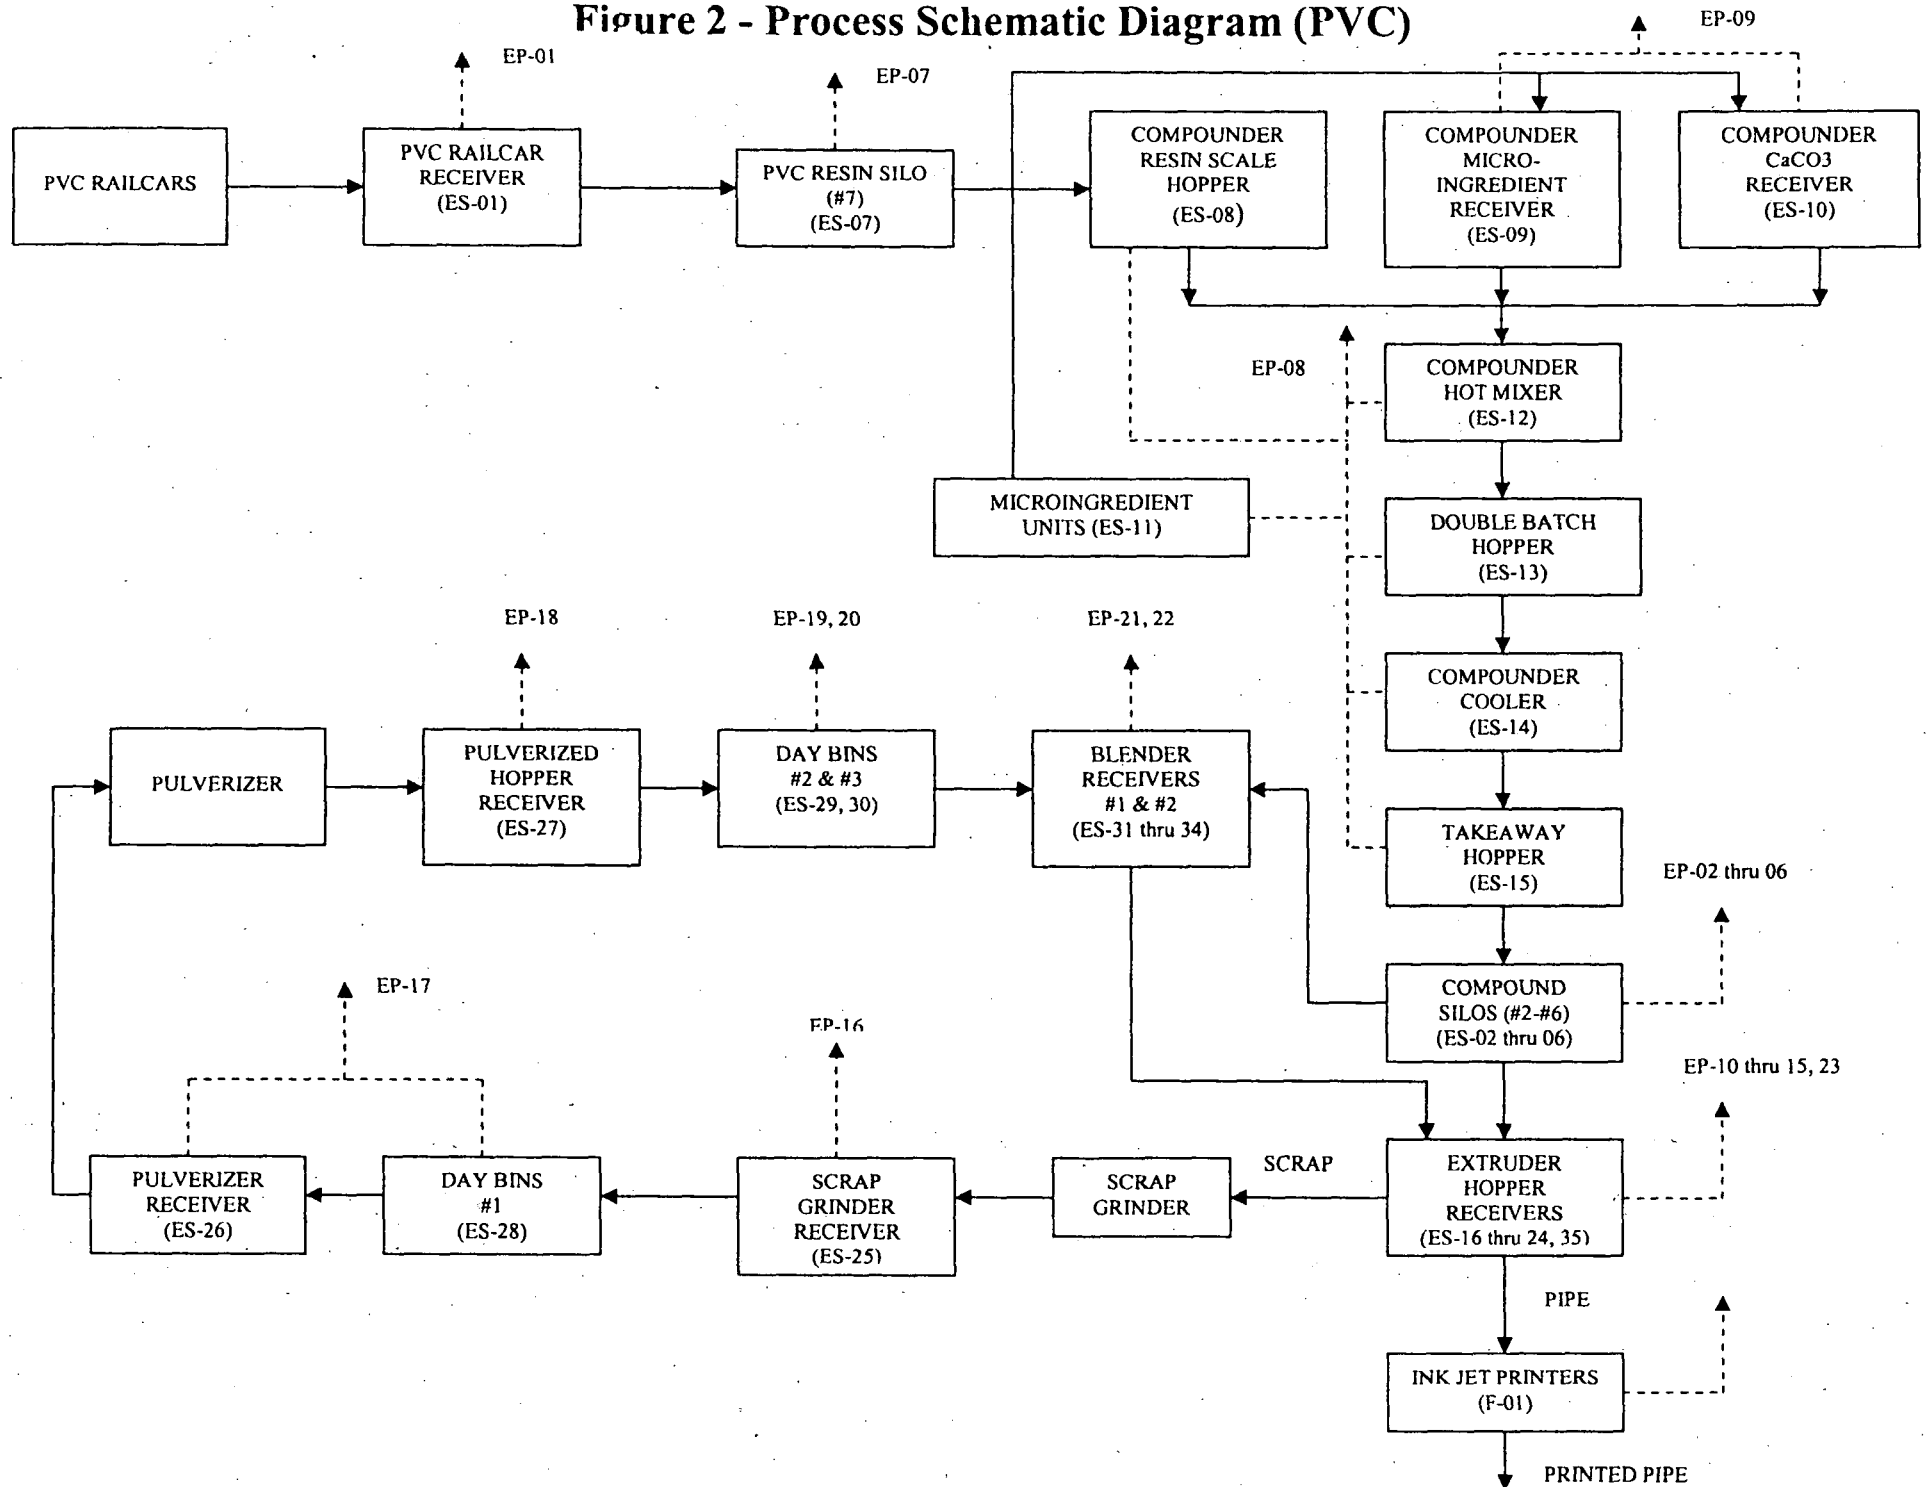 Figure 2 - Process Schematic Diagram (PVC)
EP-09
EP-01
EP-07
PVC RAILCARS
PVC RAILCAR
RECEIVER
(ES-01)
PVC RESIN SILO
(#7)
(ES-07)
COMPOUNDER
RESIN SCALE
HOPPER
(ES-08)
COMPOUNDER
MICRO-
INGREDIENT
RECEIVER
(ES-09)
COMPOUNDER
CaCO3
RECEIVER
(ES-10)
EP-08
COMPOUNDER
HOT MIXER
(ES-12)
MICROINGREDIENT
UNITS (ES-11)
DOUBLE BATCH
HOPPER
(ES-13)
EP-18
EP-19, 20
EP-21, 22
COMPOUNDER
COOLER
(ES-14)
PULVERIZER
PULVERIZED
HOPPER
RECEIVER
(ES-27)
DAY BINS
#2 & #3
(ES-29, 30)
BLENDER
RECEIVERS
#1 & #2
(ES-31 thru 34)
TAKEAWAY
HOPPER
(ES-15)
EP-02 thru 06
EP-17
COMPOUND
SILOS (#2-#6)
(ES-02 thru 06)
EP-16
EP-10 thru 15, 23
PULVERIZER
RECEIVER
(ES-26)
DAY BINS
#1
(ES-28)
SCRAP
GRINDER
RECEIVER
(ES-25)
SCRAP
GRINDER
SCRAP
EXTRUDER
HOPPER
RECEIVERS
(ES-16 thru 24, 35)
PIPE
INK JET PRINTERS
(F-01)
PRINTED PIPE